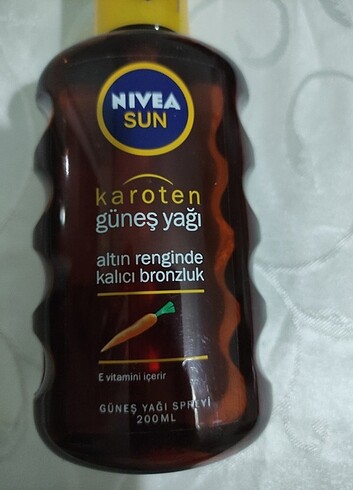 NIVEA
SUN
karoten
güneş yağı
altın renginde
kalıcı bronzluk
E vitamini içerir
GÜNEŞ YAĞI SPREYİ
200ML